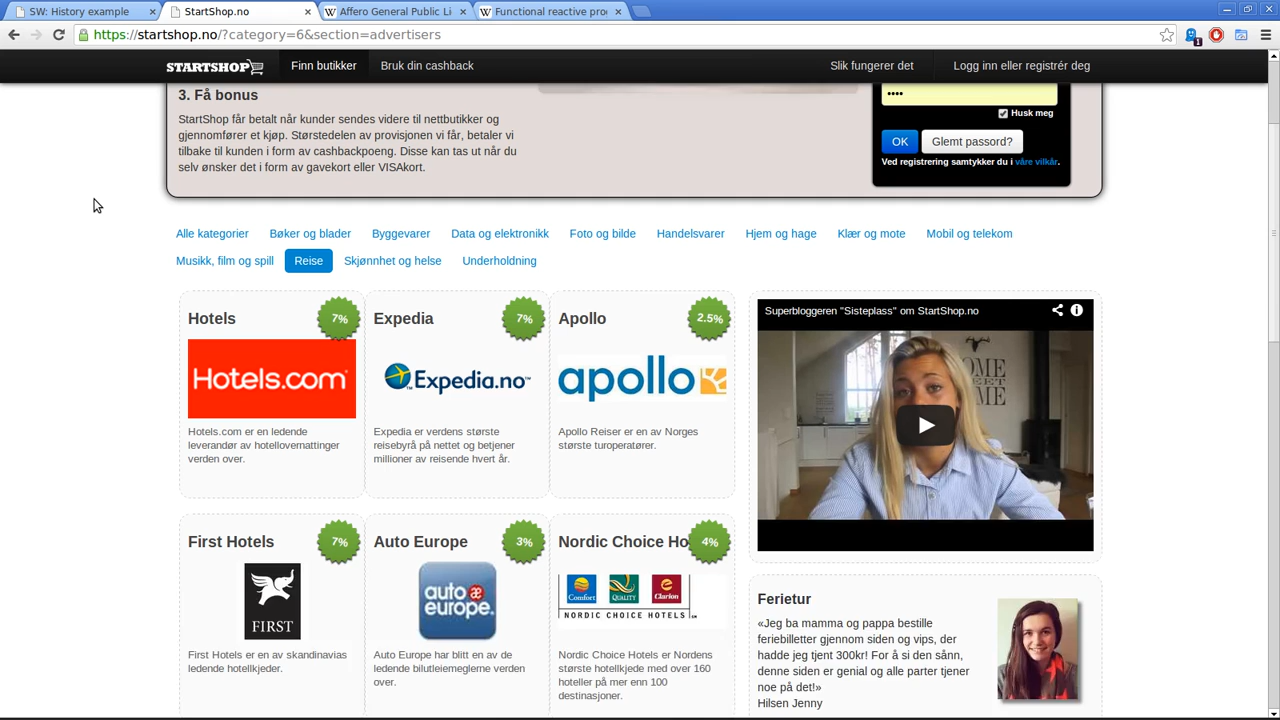 SW: History example
StartShop.no
Affero General Public Li
Functional reactive pro
https://startshop.no/?category=6&section=advertisers
1
STARTSHOP
Finn butikker
Bruk din cashback
Slik fungerer det
Logg inn eller registrér deg
3. Få bonus
StartShop får betalt når kunder sendes videre til nettbutikker og
gjennomfører et kjøp. Størstedelen av provisjonen vi får, betaler vi
tilbake til kunden i form av cashbackpoeng. Disse kan tas ut når du
selv ønsker det i form av gavekort eller VISAkort.
••••
Husk meg
OK
Glemt passord?
Ved registrering samtykker du i våre vilkår.
Alle kategorier
Bøker og blader
Byggevarer
Data og elektronikk
Foto og bilde
Handelsvarer
Hjem og hage
Klær og mote
Mobil og telekom
Musikk, film og spill
Reise
Skjønnhet og helse
Underholdning
Hotels
7%
Hotels.com
Hotels.com er en ledende
leverandør av hotellovernattinger
verden over.
Expedia
7%
Expedia.no
Expedia er verdens største
reisebyrå på nettet og betjener
millioner av reisende hvert år.
Apollo
2.5%
apollo
Apollo Reiser er en av Norges
største turoperatører.
Superbloggeren "Sisteplass" om StartShop.no
HOME
SWEET
HOME
First Hotels
7%
FIRST
First Hotels er en av skandinavias
ledende hotellkjeder.
Auto Europe
3%
auto
europe
Auto Europe har blitt en av de
ledende bilutleiemeglerne verden
over.
Nordic Choice Ho
4%
Comfort
QUALITY
Clarion
NORDIC CHOICE HOTELS
Nordic Choice Hotels er Nordens
største hotellkjede med over 160
hoteller på mer enn 100
destinasjoner.
Ferietur
«Jeg ba mamma og pappa bestille
feriebilletter gjennom siden og vips, der
hadde jeg tjent 300kr! For å si den sånn,
denne siden er genial og alle parter tjener
noe på det!»
Hilsen Jenny